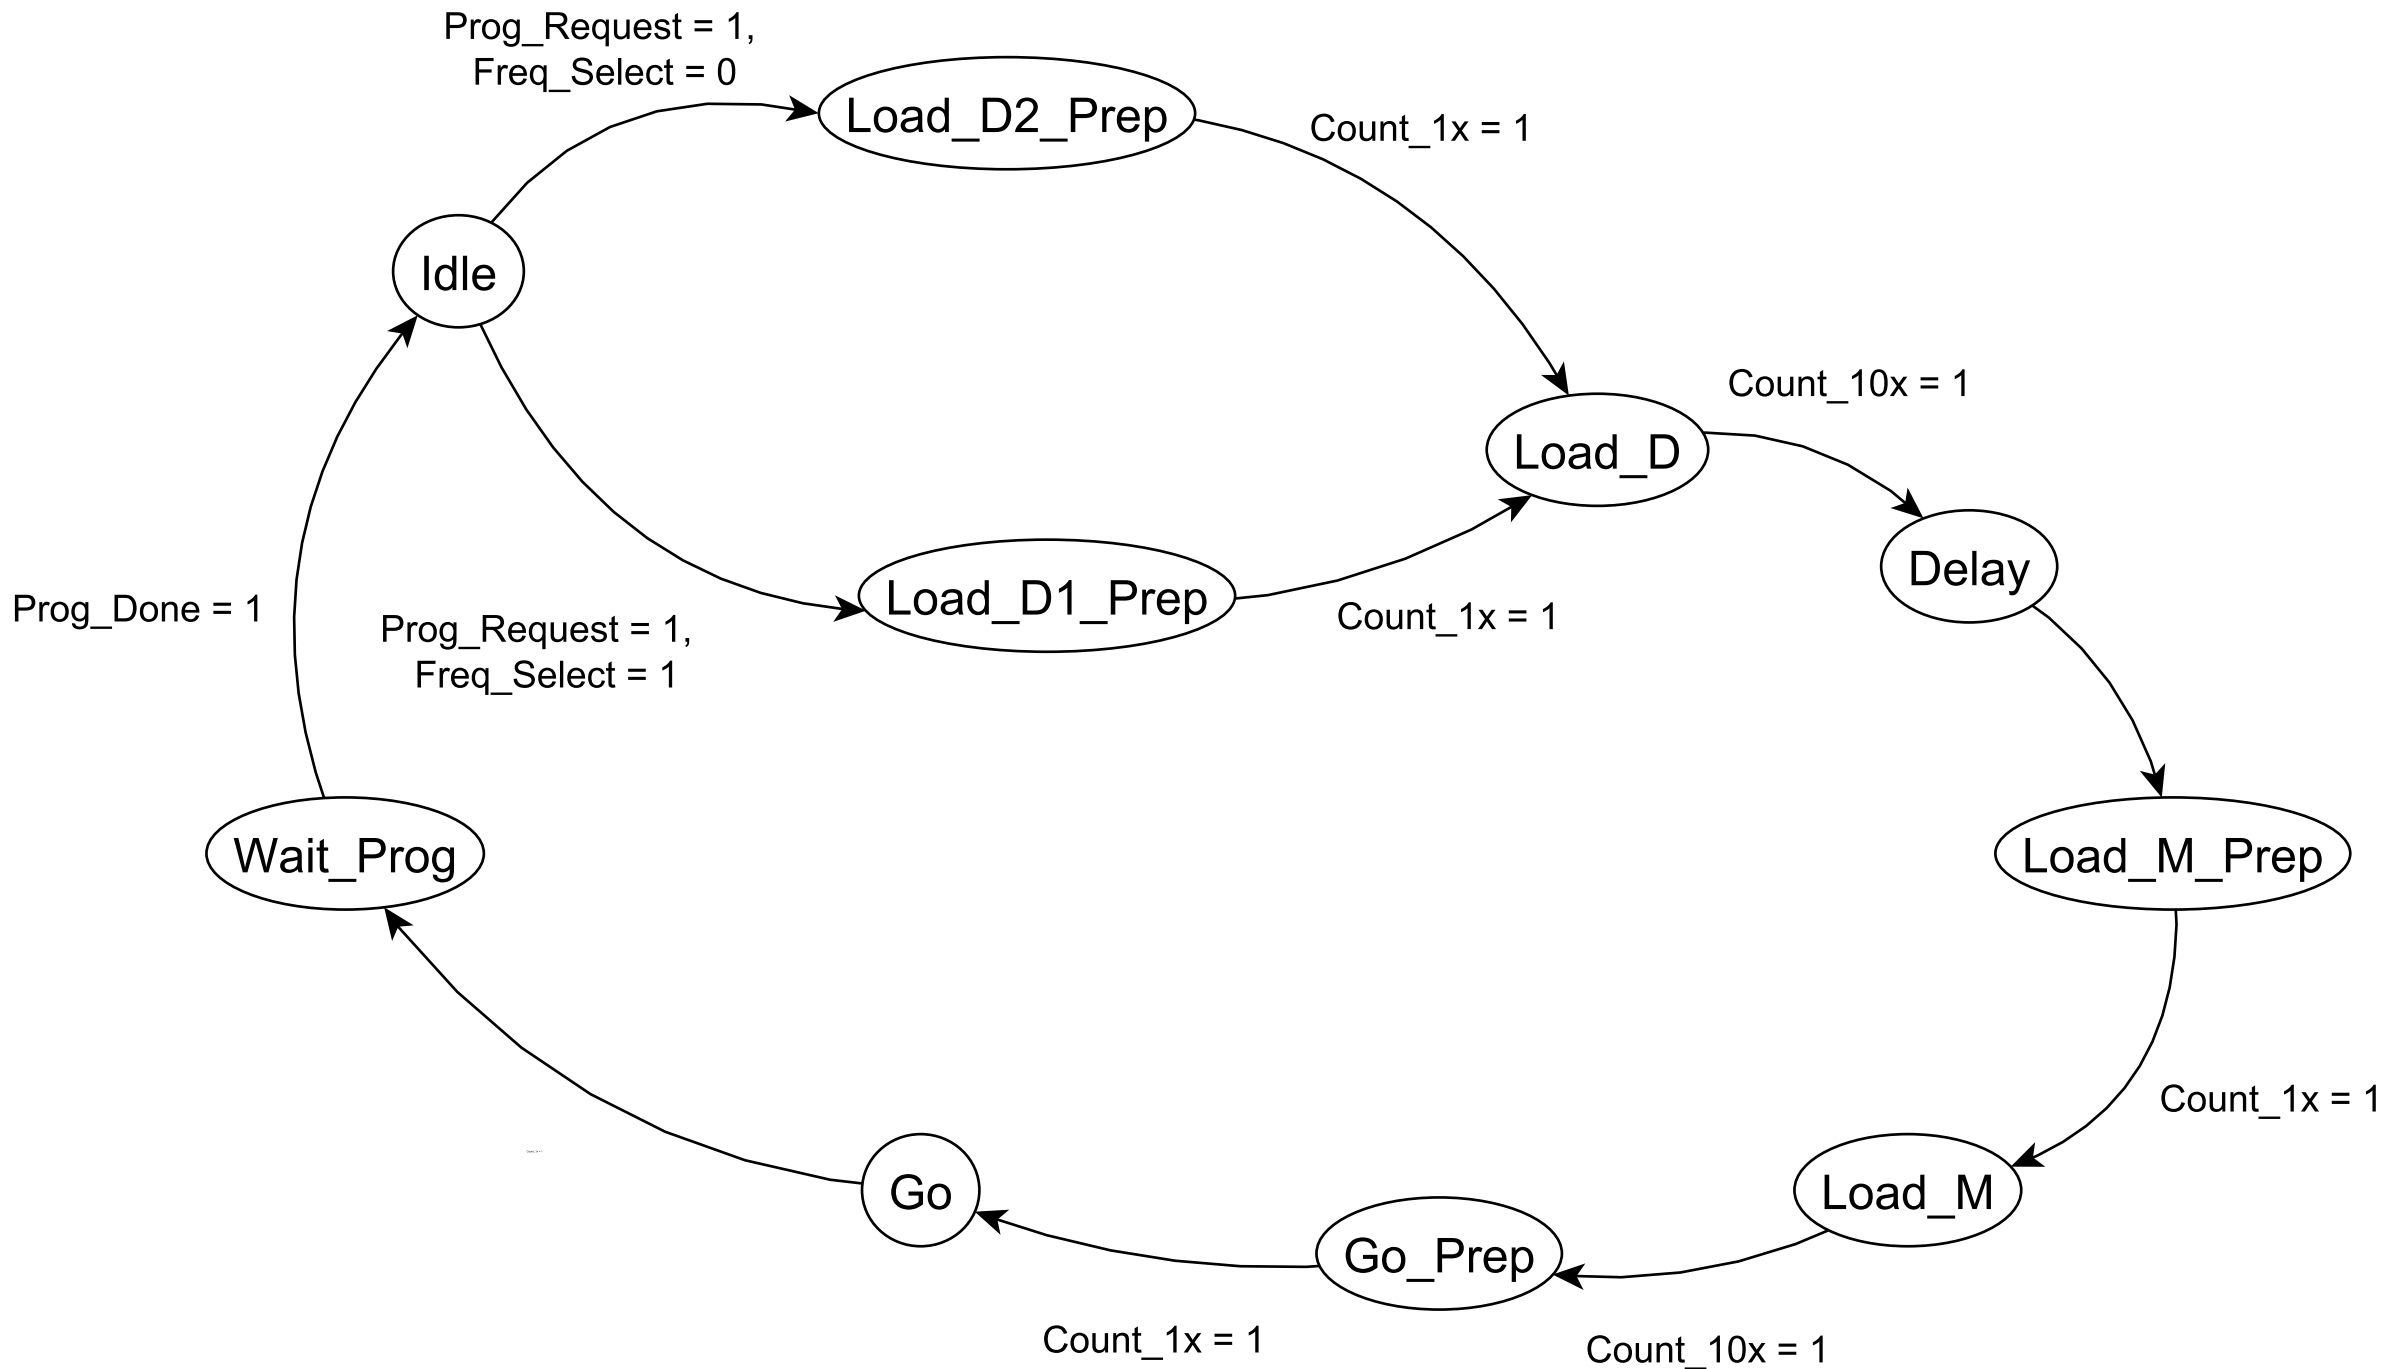 Prog_Request = 1,
Freq_Select = 0
Load_D2_Prep
Count_1x = 1
Idle
Count_10x = 1
Load_D
Delay
Load_D1_Prep
Count_1x = 1
Prog_Done = 1
Prog_Request = 1,
Freq_Select = 1
Wait_Prog
Load_M_Prep
Count_1x = 1
Go
Load_M
Go_Prep
Count_1x = 1
Count_10x = 1